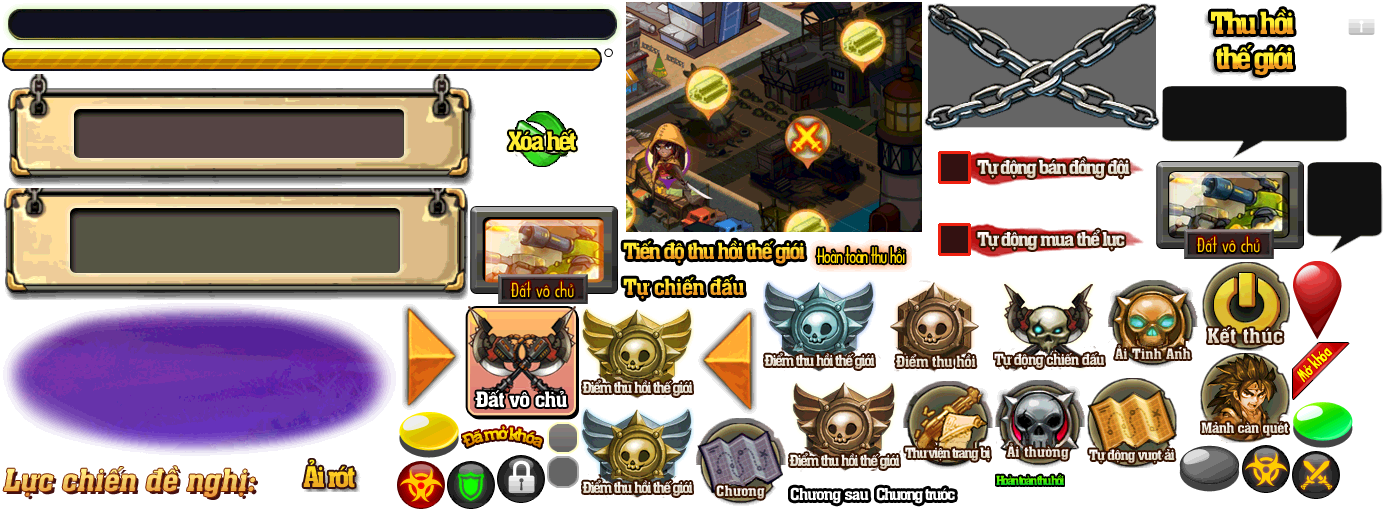 Thu hồi
thế giới
Xóa hết
Tự động bán đồng đội
Tự động mua thể lực
Đất vô chủ
Tiến độ thu hồi thế giới
Hoàn toàn thu hồi
Đất vô chủ
Tự chiến đấu
Kết thúc
Điểm thu hồi thế giới
Điểm thu hồi
Tự động chiến đấu
Ải Tinh Anh
Mở khóa
Đất vô chủ
Điểm thu hồi thế giới
Mảnh càn quét
Đã mở khóa
Thư viện trang bị
Ải thường
Tự động vượt ải
Điểm thu hồi thế giới
Lực chiến đề nghị:
Ải rớt
Điểm thu hồi thế giới
Chương
Hoàn toàn thu hồi
Chương sau
Chương trước